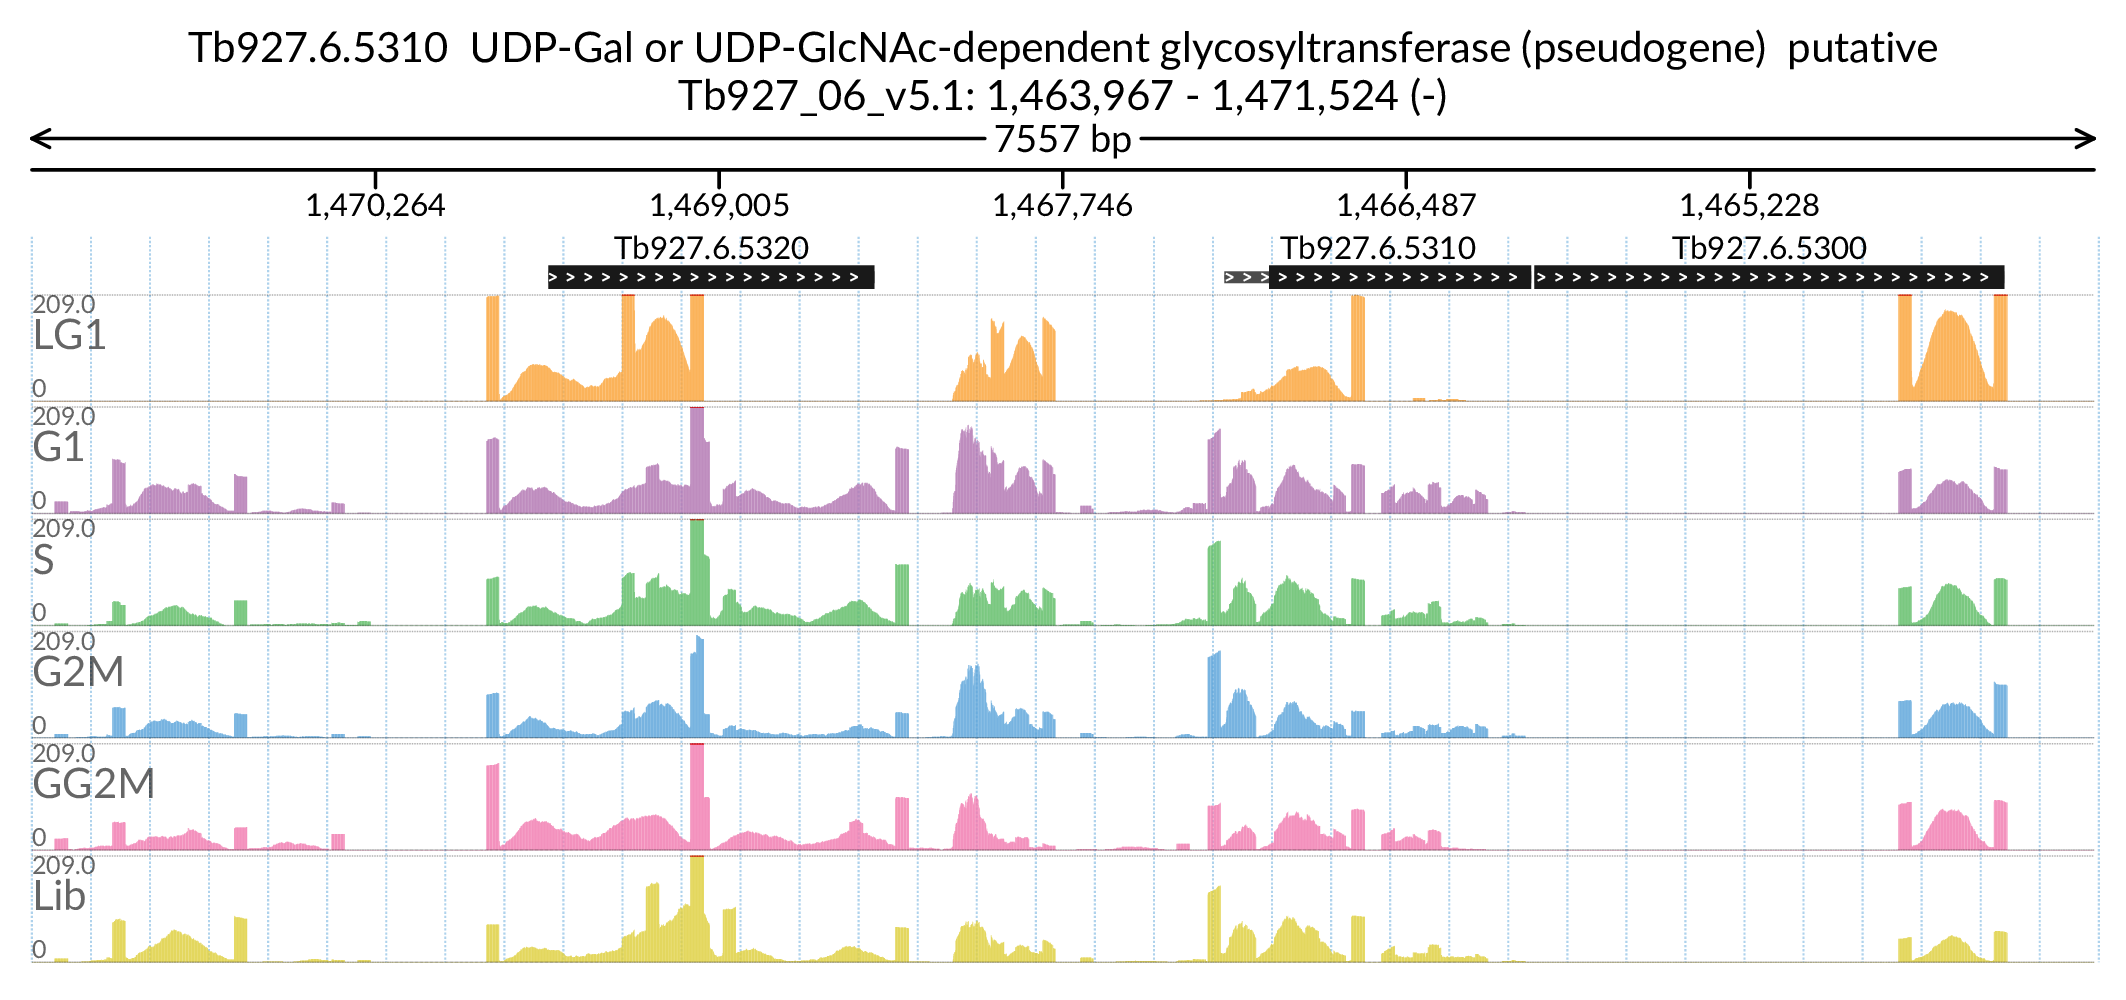 Tb927.6.5310  UDP-Gal or UDP-GlcNAc-dependent glycosyltransferase (pseudogene)  putative
Tb927_06_v5.1: 1,463,967 - 1,471,524 (-)
7557 bp
1,470,264 1,469,005 1,467,746 1,466,487 1,465,228
Tb927.6.5320 Tb927.6.5310 Tb927.6.5300
209.0
LG1
0
209.0
G1
0
209.0
S
0
209.0
G2M
0
209.0
GG2M
0
209.0
Lib
0